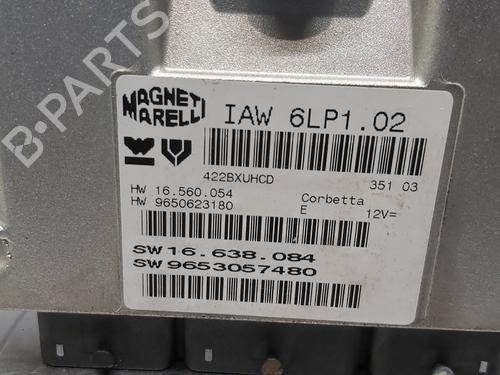 MAGNETI
MARELLI
IAW 6LP1.02
422BXUHCD
351 03
HW 16.560.054
Corbetta
HW 9650623180
E
12V=
SW 16.638.084
SW 9653057480